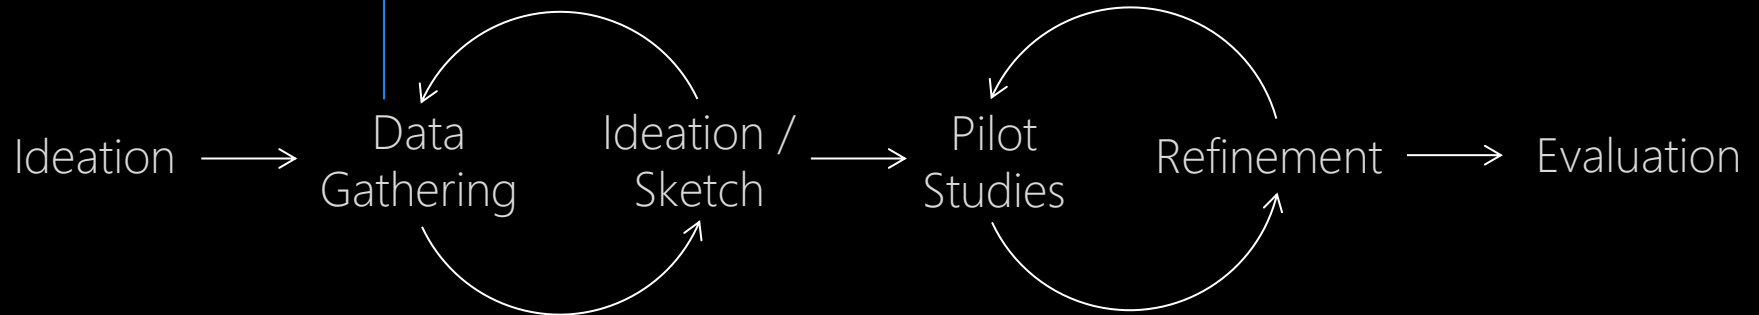 Ideation
Data
Gathering
Ideation /
Sketch
Pilot
Studies
Refinement
Evaluation